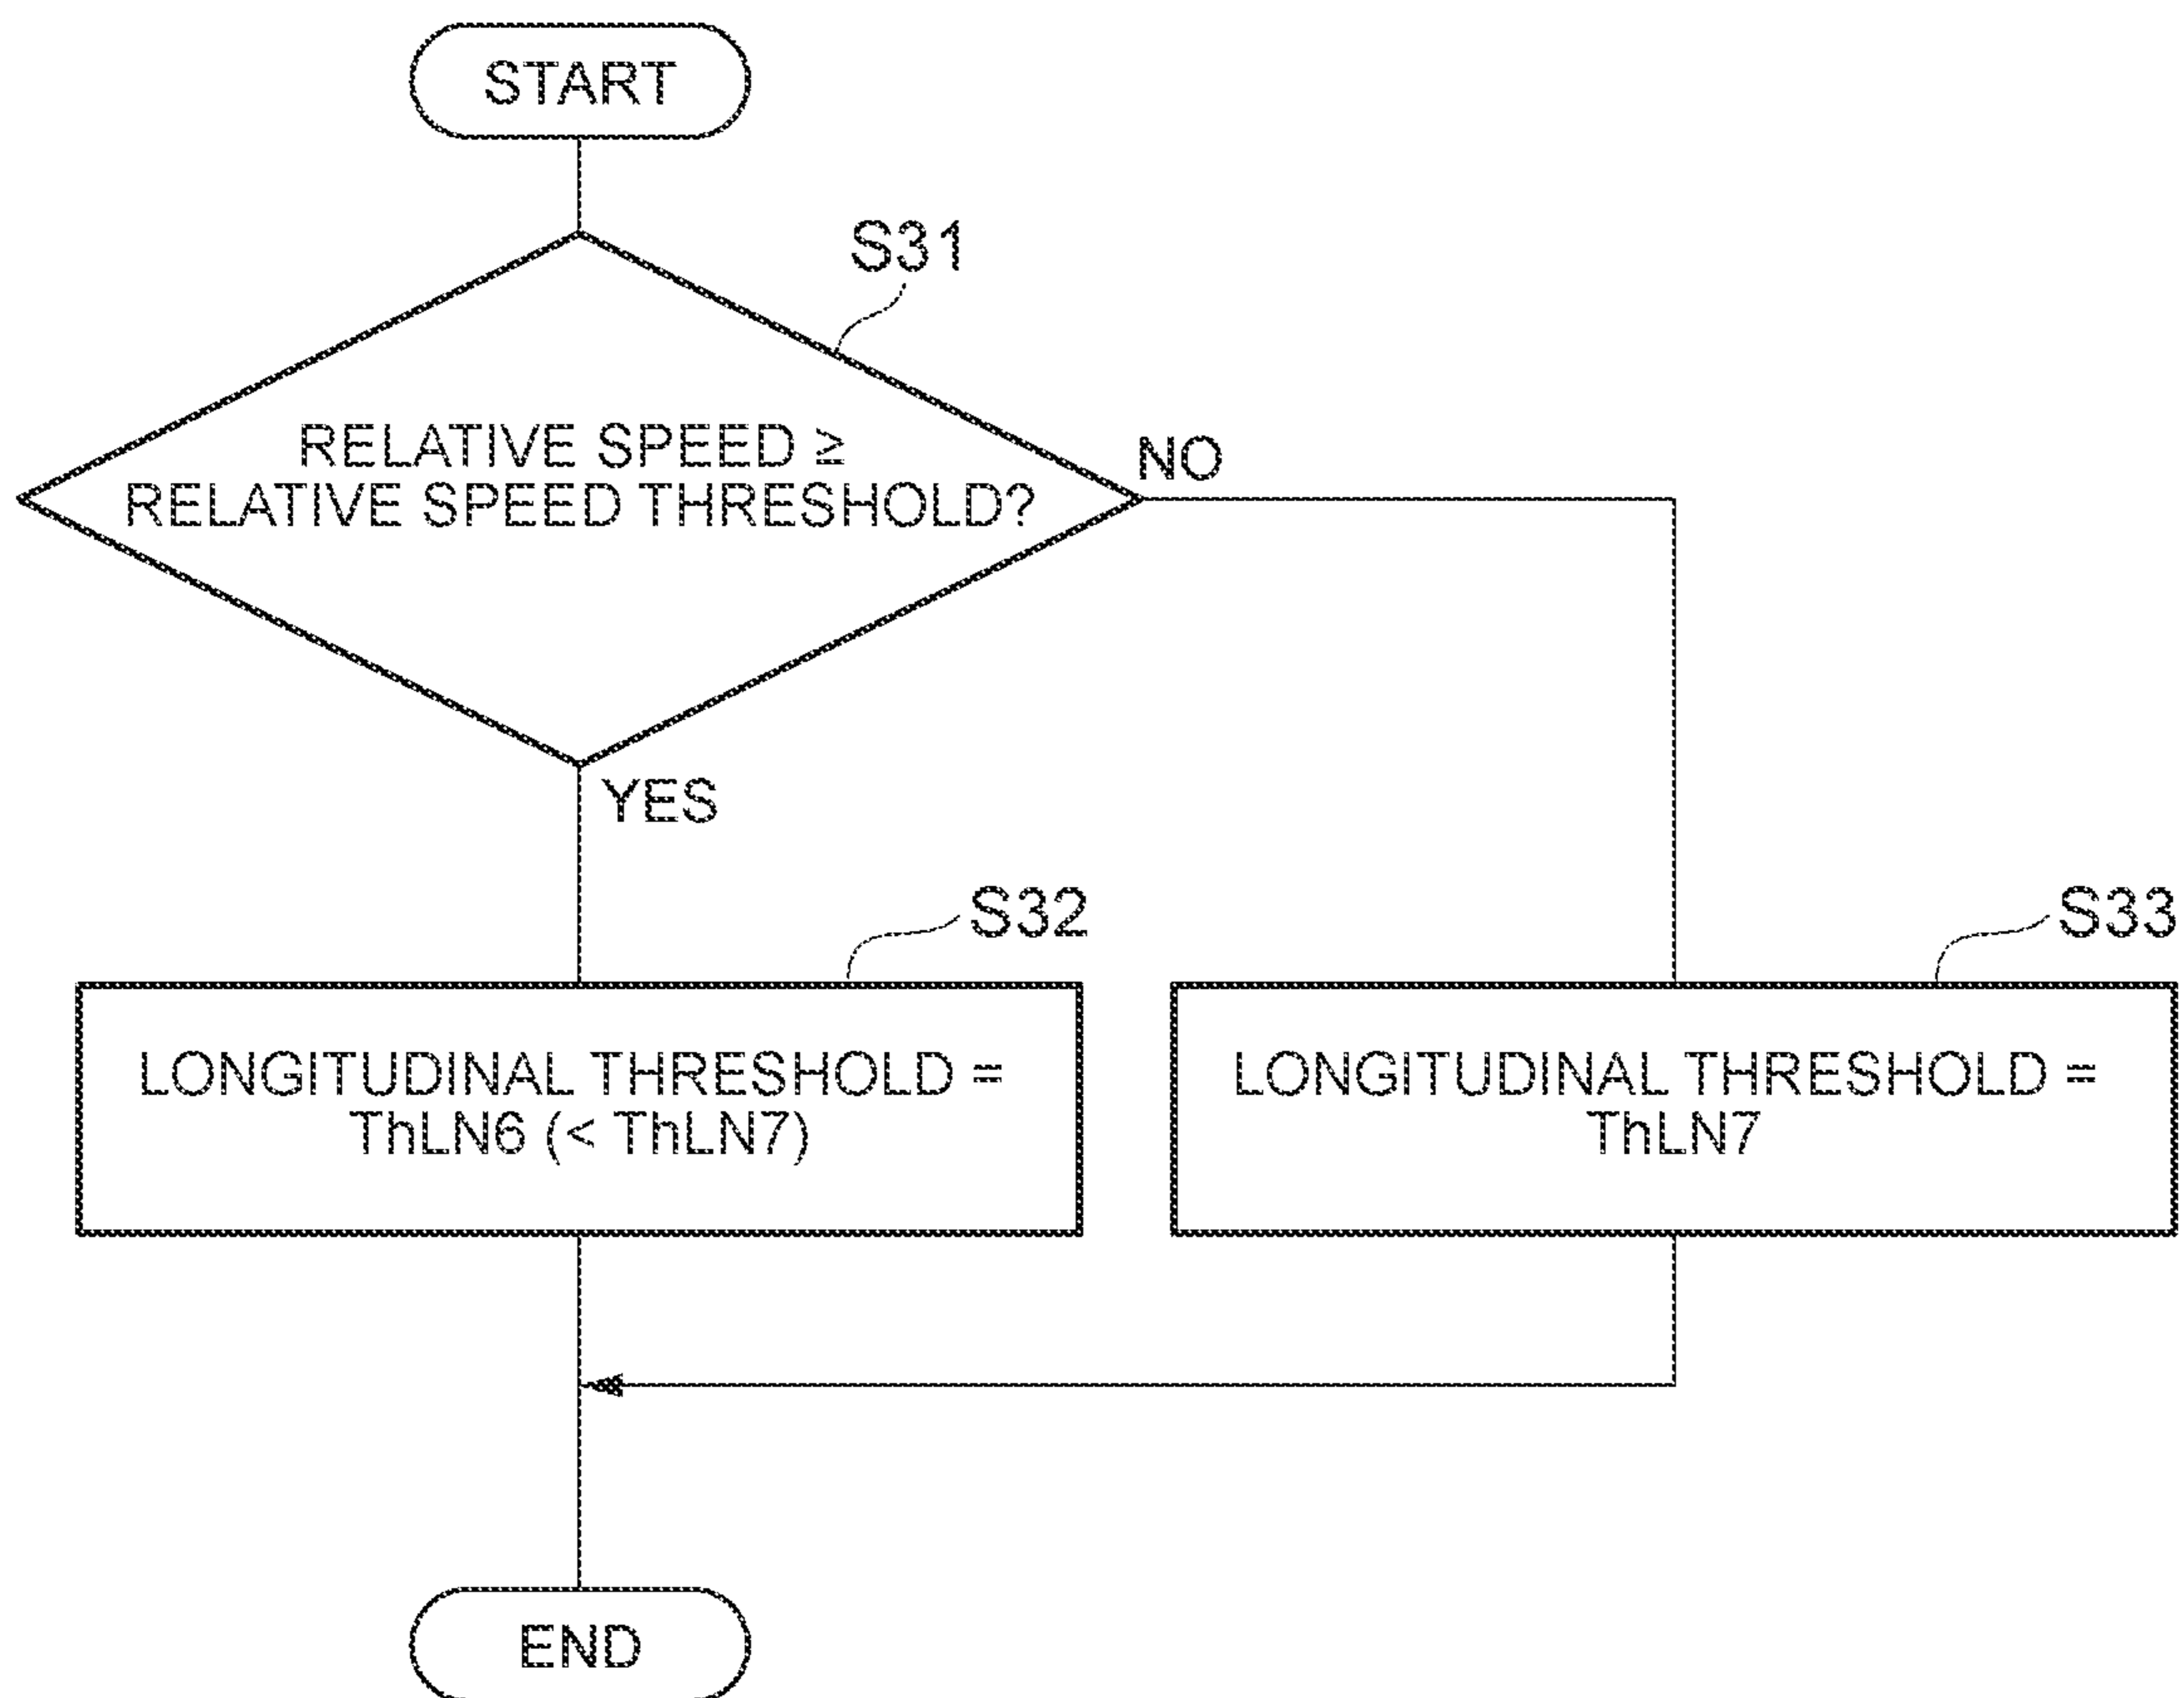 START
S31
RELATIVE SPEED ≥
RELATIVE SPEED THRESHOLD?
NO
YES
S32
LONGITUDINAL THRESHOLD =
ThLN6 (< ThLN7)
S33
LONGITUDINAL THRESHOLD =
ThLN7
END